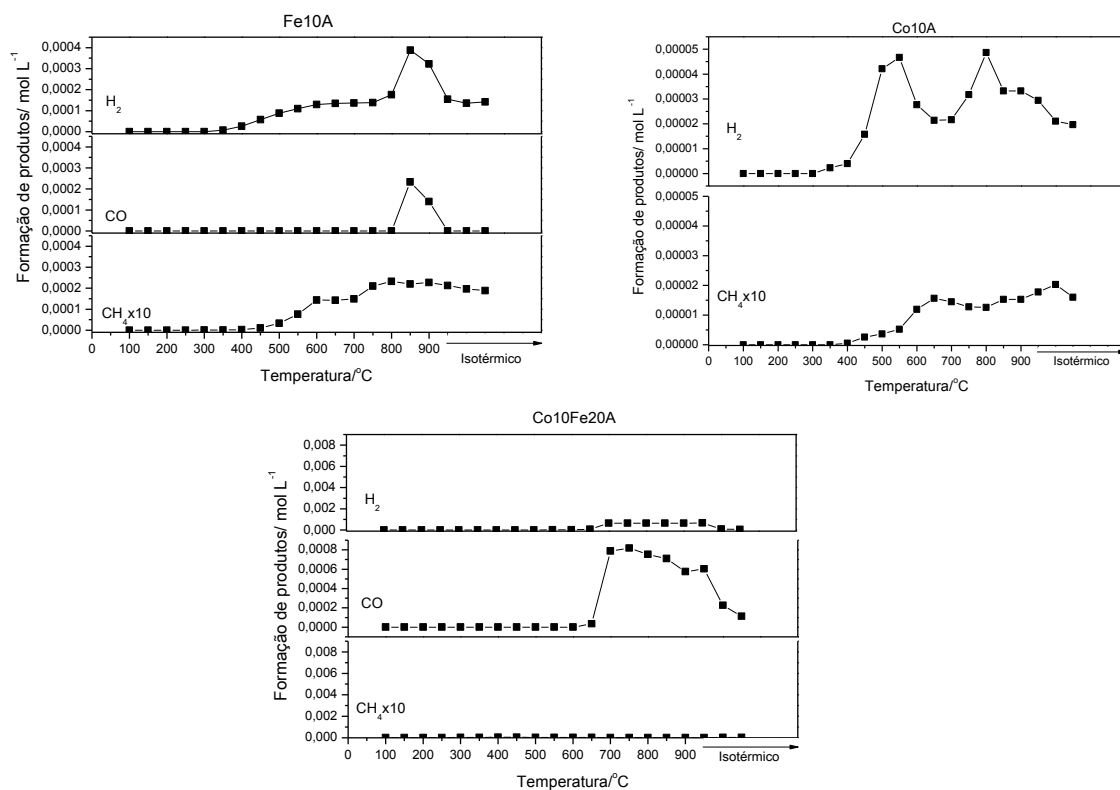 Fe10A
Formação de produtos/ mol L⁻¹
0,0004
0,0003
H₂
0,0001
0,0000
0,0004
0,0003
0,0002
CO
0,0001
0,0000
0,0004
0,0003
0,0002
0,0001
CH₄x10
0,0000
0 100 200 300 400 500 600 700 800 900
Isotérmico
Temperatura/°C
Co10A
Formação de produtos/ mol L⁻¹
0,00005
0,00004
0,00003
0,00002
H₂
0,00001
0,00000
0,00005
0,00004
0,00003
0,00002
CH₄x10
0,00001
0,00000
0 100 200 300 400 500 600 700 800 900
Isotérmico
Temperatura/°C
Co10Fe20A
Formação de produtos/ mol L⁻¹
0,008
0,006
0,004
H₂
0,002
0,000
0,0008
0,0006
0,0004
CO
0,0002
0,0000
0,008
0,006
0,004
CH₄x10
0,002
0,000
0 100 200 300 400 500 600 700 800 900
Isotérmico
Temperatura/°C